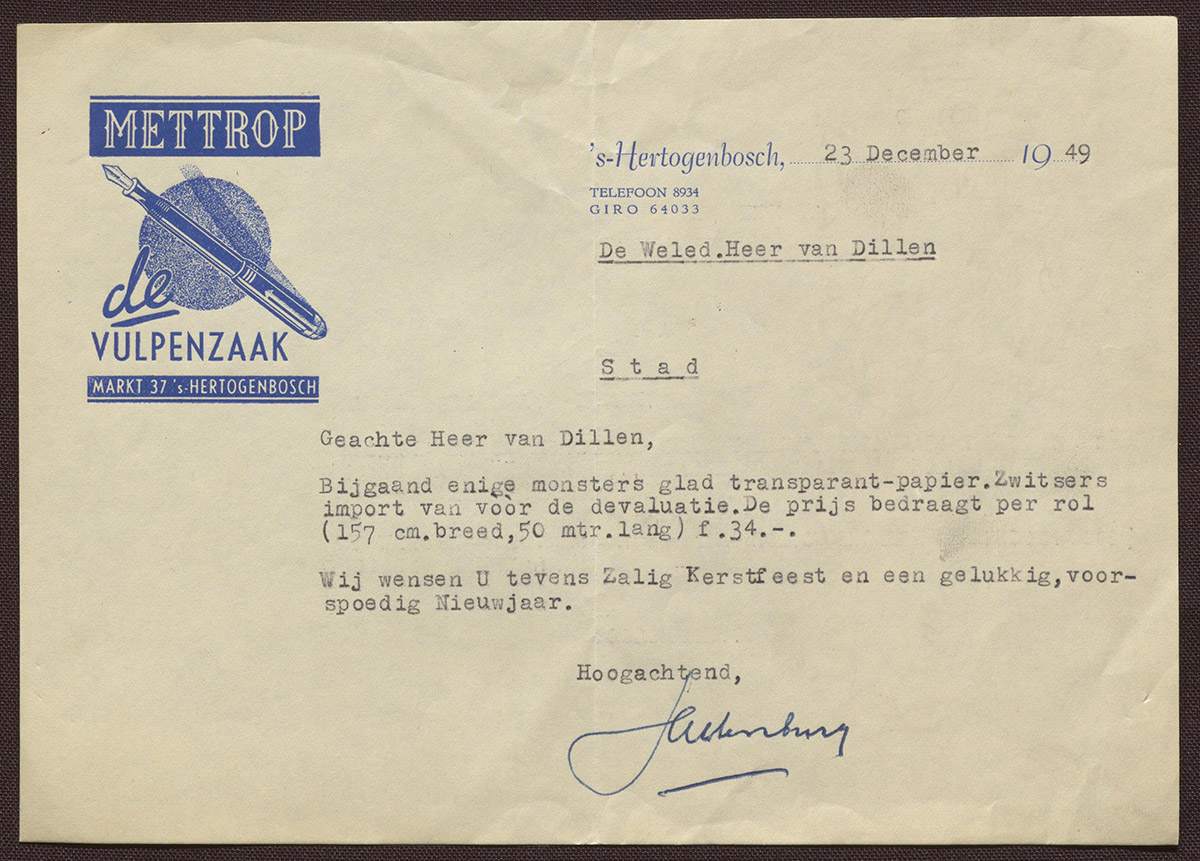 METTROP
de
VULPENZAAK
MARKT 37 's-HERTOGENBOSCH
's-Hertogenbosch, 23 December 19 49
TELEFOON 8934
GIRO 64033
De Weled.Heer van Dillen
Stad
Geachte Heer van Dillen,
Bijgaand enige monsters glad transparant-papier.Zwitsers
import van vòòr de devaluatie.De prijs bedraagt per rol
(157 cm.breed,50 mtr.lang) f.34.-.
Wij wensen U tevens Zalig Kerstfeest en een gelukkig,voor-
spoedig Nieuwjaar.
Hoogachtend,